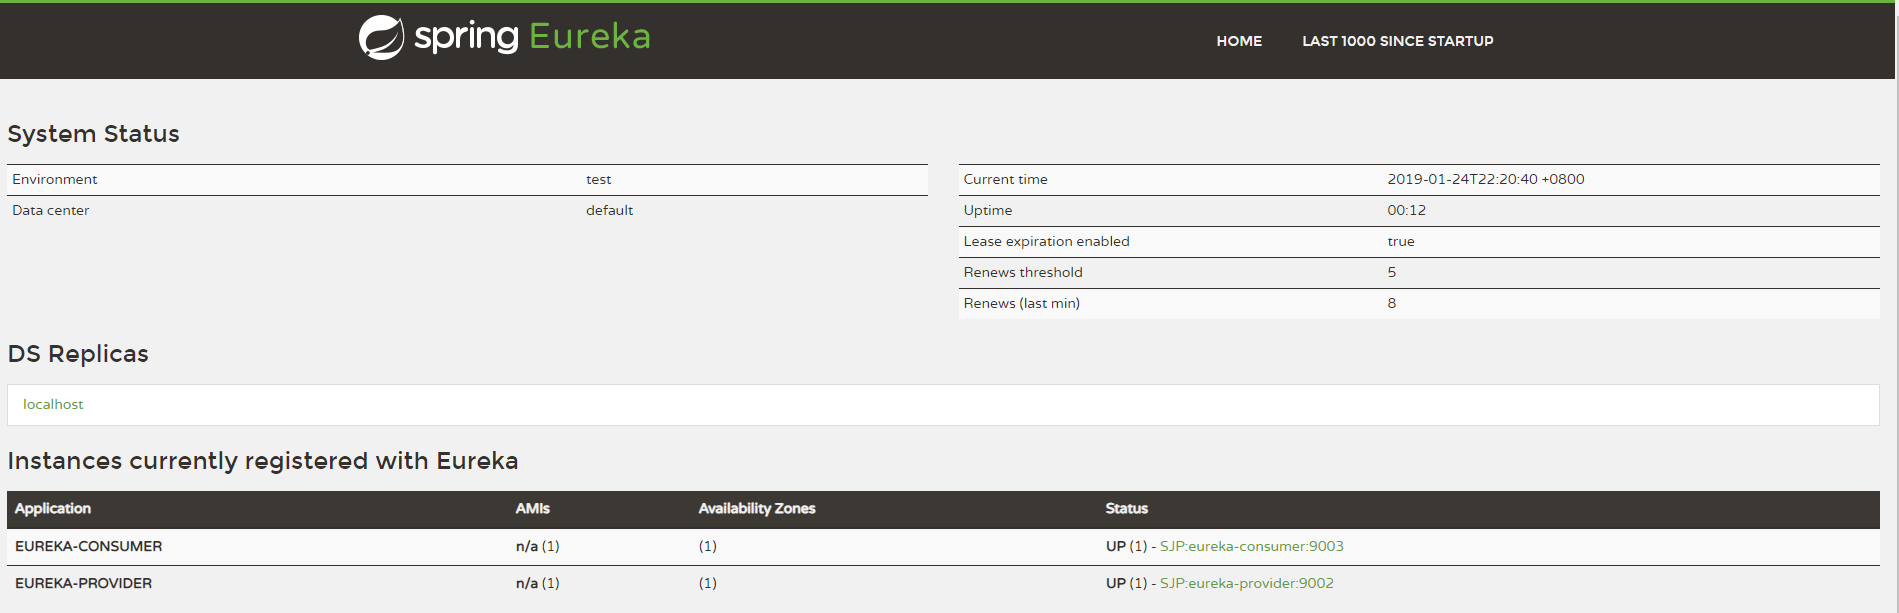 spring Eureka
HOME LAST 1000 SINCE STARTUP
System Status
Environment test
Data center default
Current time 2019-01-24T22:20:40 +0800
Uptime 00:12
Lease expiration enabled true
Renews threshold 5
Renews (last min) 8
DS Replicas
localhost
Instances currently registered with Eureka
Application AMIs Availability Zones Status
EUREKA-CONSUMER n/a (1) (1) UP (1) - SJP:eureka-consumer:9003
EUREKA-PROVIDER n/a (1) (1) UP (1) - SJP:eureka-provider:9002